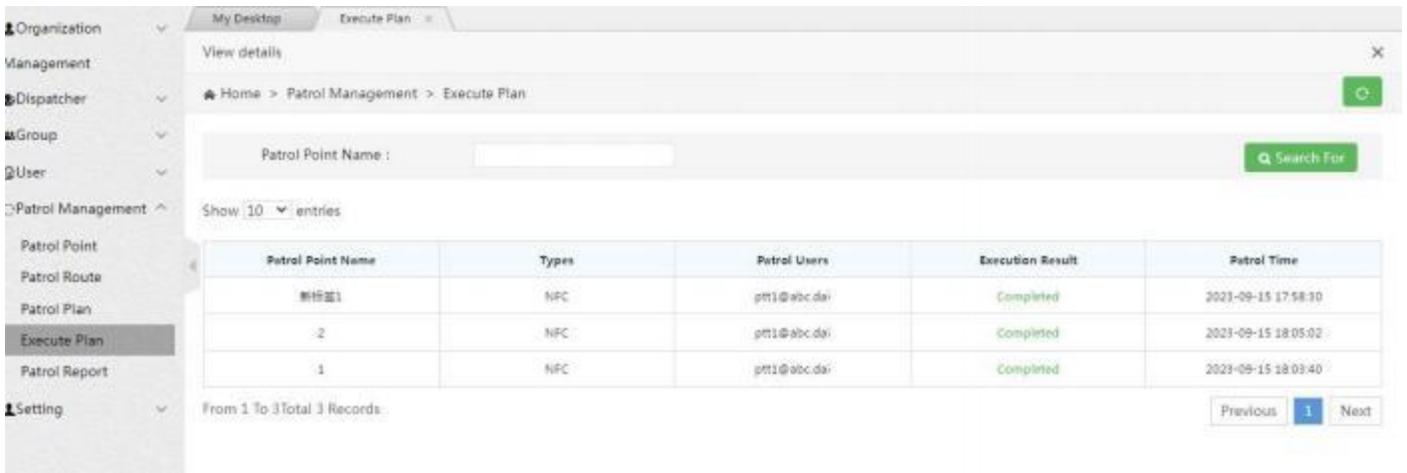 My Desktop Execute Plan ×
Organization
Management
Dispatcher
Group
User
Patrol Management
Patrol Point
Patrol Route
Patrol Plan
Execute Plan
Patrol Report
Setting
View details ×
Home > Patrol Management > Execute Plan
Patrol Point Name : Search For
Show 10 entries
Patrol Point Name Types Patrol Users Execution Result Patrol Time
新标签1 NFC ptt1@abc.dai Completed 2023-09-15 17:58:30
2 NFC ptt1@abc.dai Completed 2023-09-15 18:05:02
1 NFC ptt1@abc.dai Completed 2023-09-15 18:03:40
From 1 To 3Total 3 Records Previous 1 Next